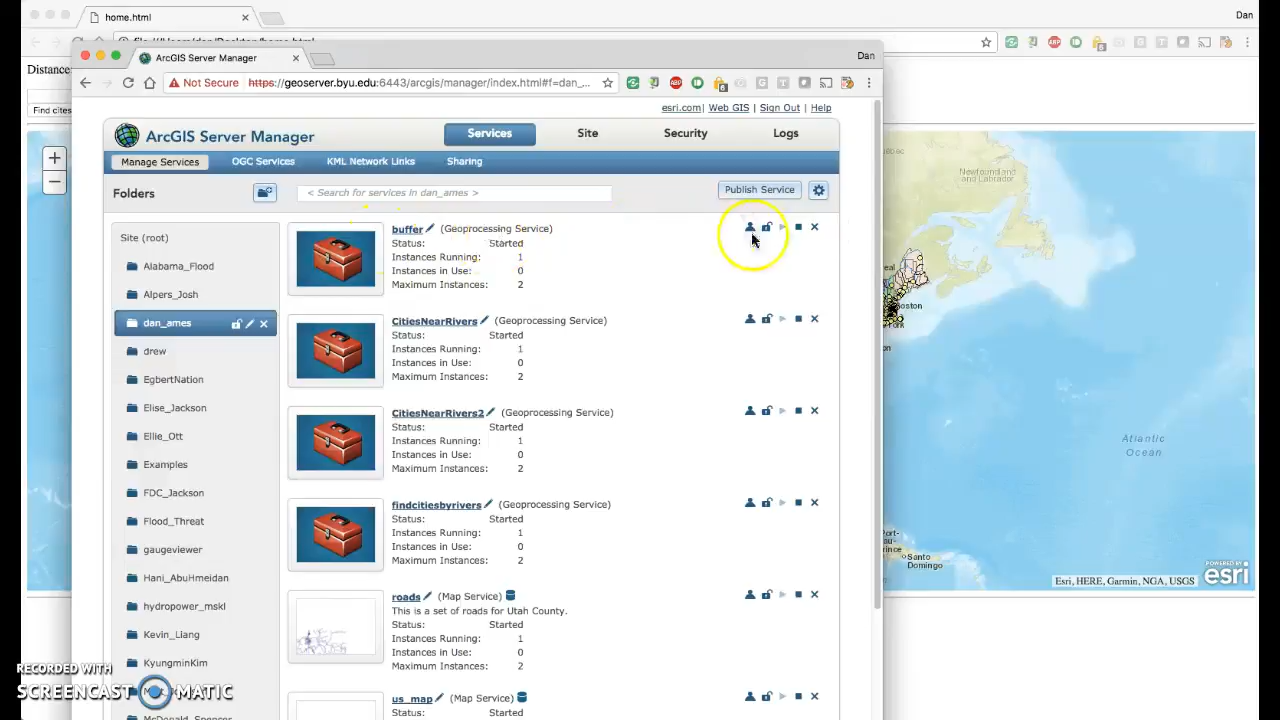 home.html
Dan
ArcGIS Server Manager
Dan
Distance
Not Secure https://geoserver.byu.edu:6443/arcgis/manager/index.html#f=dan_...
Find cites
esri.com Web GIS Sign Out Help
ArcGIS Server Manager
Services Site Security Logs
Manage Services OGC Services KML Network Links Sharing
Folders
< Search for services in dan_ames >
Publish Service
Site (root)
Alabama_Flood
Alpers_Josh
dan_ames
drew
EgbertNation
Elise_Jackson
Ellie_Ott
Examples
FDC_Jackson
Flood_Threat
gaugeviewer
Hani_AbuHmeidan
hydropower_mskl
Kevin_Liang
KyungminKim
McDonald_Spencer
buffer (Geoprocessing Service)
Status: Started
Instances Running: 1
Instances in Use: 0
Maximum Instances: 2
CitiesNearRivers (Geoprocessing Service)
Status: Started
Instances Running: 1
Instances in Use: 0
Maximum Instances: 2
CitiesNearRivers2 (Geoprocessing Service)
Status: Started
Instances Running: 1
Instances in Use: 0
Maximum Instances: 2
findcitiesbyrivers (Geoprocessing Service)
Status: Started
Instances Running: 1
Instances in Use: 0
Maximum Instances: 2
roads (Map Service)
This is a set of roads for Utah County.
Status: Started
Instances Running: 1
Instances in Use: 0
Maximum Instances: 2
us_map (Map Service)
Status: Started
+
−
Newfoundland
and Labrador
Boston
Atlantic
Ocean
Port-
au-
Santo
Domingo
Esri, HERE, Garmin, NGA, USGS
POWERED BY
esri
RECORDED WITH
SCREENCAST MATIC